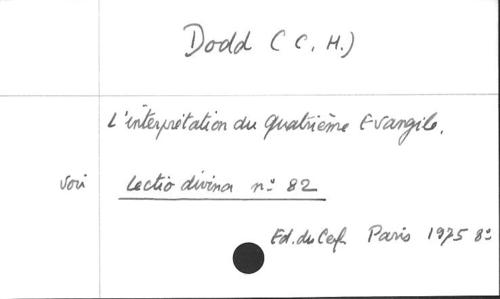 Dodd (C. H.)
L'interprétation du Quatrième Evangile.
voir Lectio divina n° 82
Ed. du Cerf. Paris 1975 8°